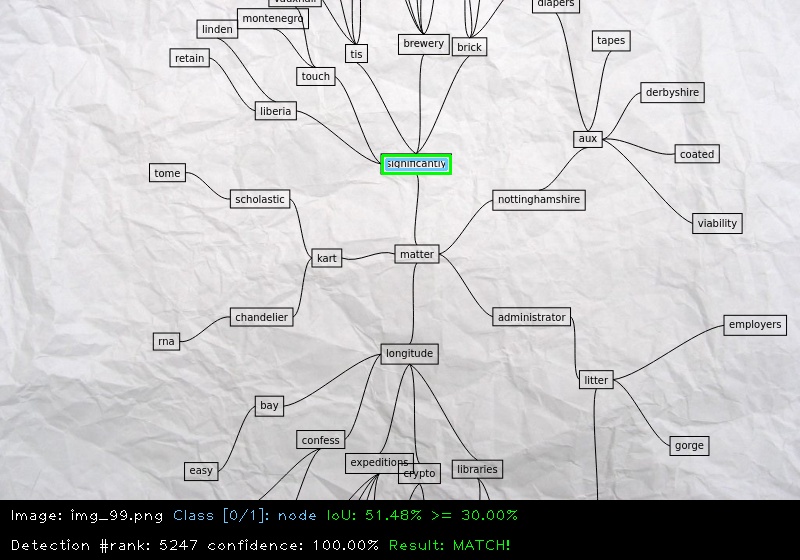 diapers
vauxhall
montenegro
linden
tis
brewery
brick
tapes
retain
touch
derbyshire
liberia
aux
coated
significantly
tome
scholastic
nottinghamshire
viability
kart
matter
chandelier
administrator
employers
rna
longitude
litter
bay
confess
gorge
expeditions
crypto
libraries
easy
Image: img_99.png Class [0/1]: node IoU: 51.48% >= 30.00%
Detection #rank: 5247 confidence: 100.00% Result: MATCH!